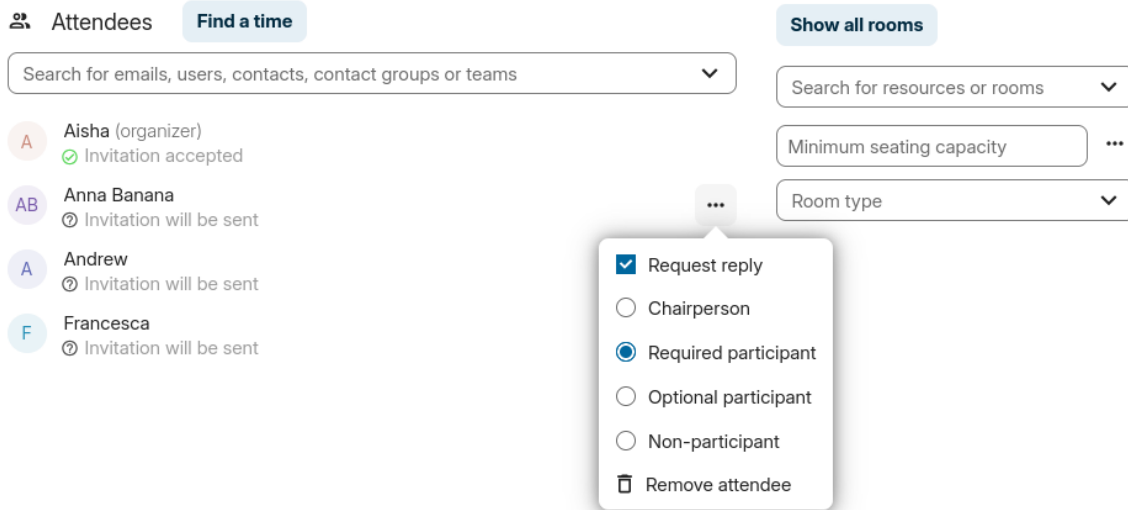 Attendees
Find a time
Search for emails, users, contacts, contact groups or teams
A
Aisha (organizer)
Invitation accepted
AB
Anna Banana
Invitation will be sent
A
Andrew
Invitation will be sent
F
Francesca
Invitation will be sent
Request reply
Chairperson
Required participant
Optional participant
Non-participant
Remove attendee
Show all rooms
Search for resources or rooms
Minimum seating capacity
Room type